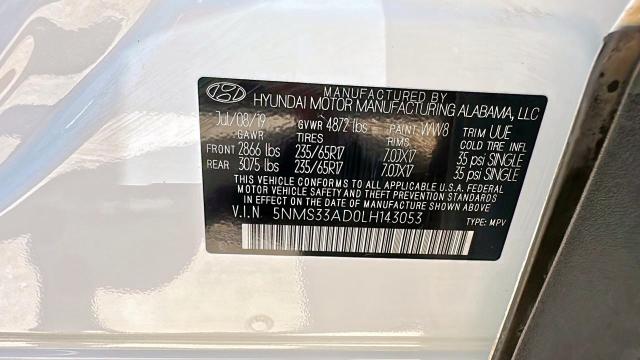 MANUFACTURED BY
HYUNDAI MOTOR MANUFACTURING ALABAMA, LLC
Jul/08/19 GVWR 4872 lbs PAINT WW8 TRIM UUE
GAWR TIRES RIMS COLD TIRE INFL
FRONT 2866 lbs 235/65R17 7.0JX17 35 psi SINGLE
REAR 3075 lbs 235/65R17 7.0JX17 35 psi SINGLE
THIS VEHICLE CONFORMS TO ALL APPLICABLE U.S.A. FEDERAL
MOTOR VEHICLE SAFETY, BUMPER, AND THEFT PREVENTION STANDARDS
IN EFFECT ON THE DATE OF MANUFACTURE SHOWN ABOVE.
V.I.N. 5NMS33AD0LH143053 TYPE: MPV